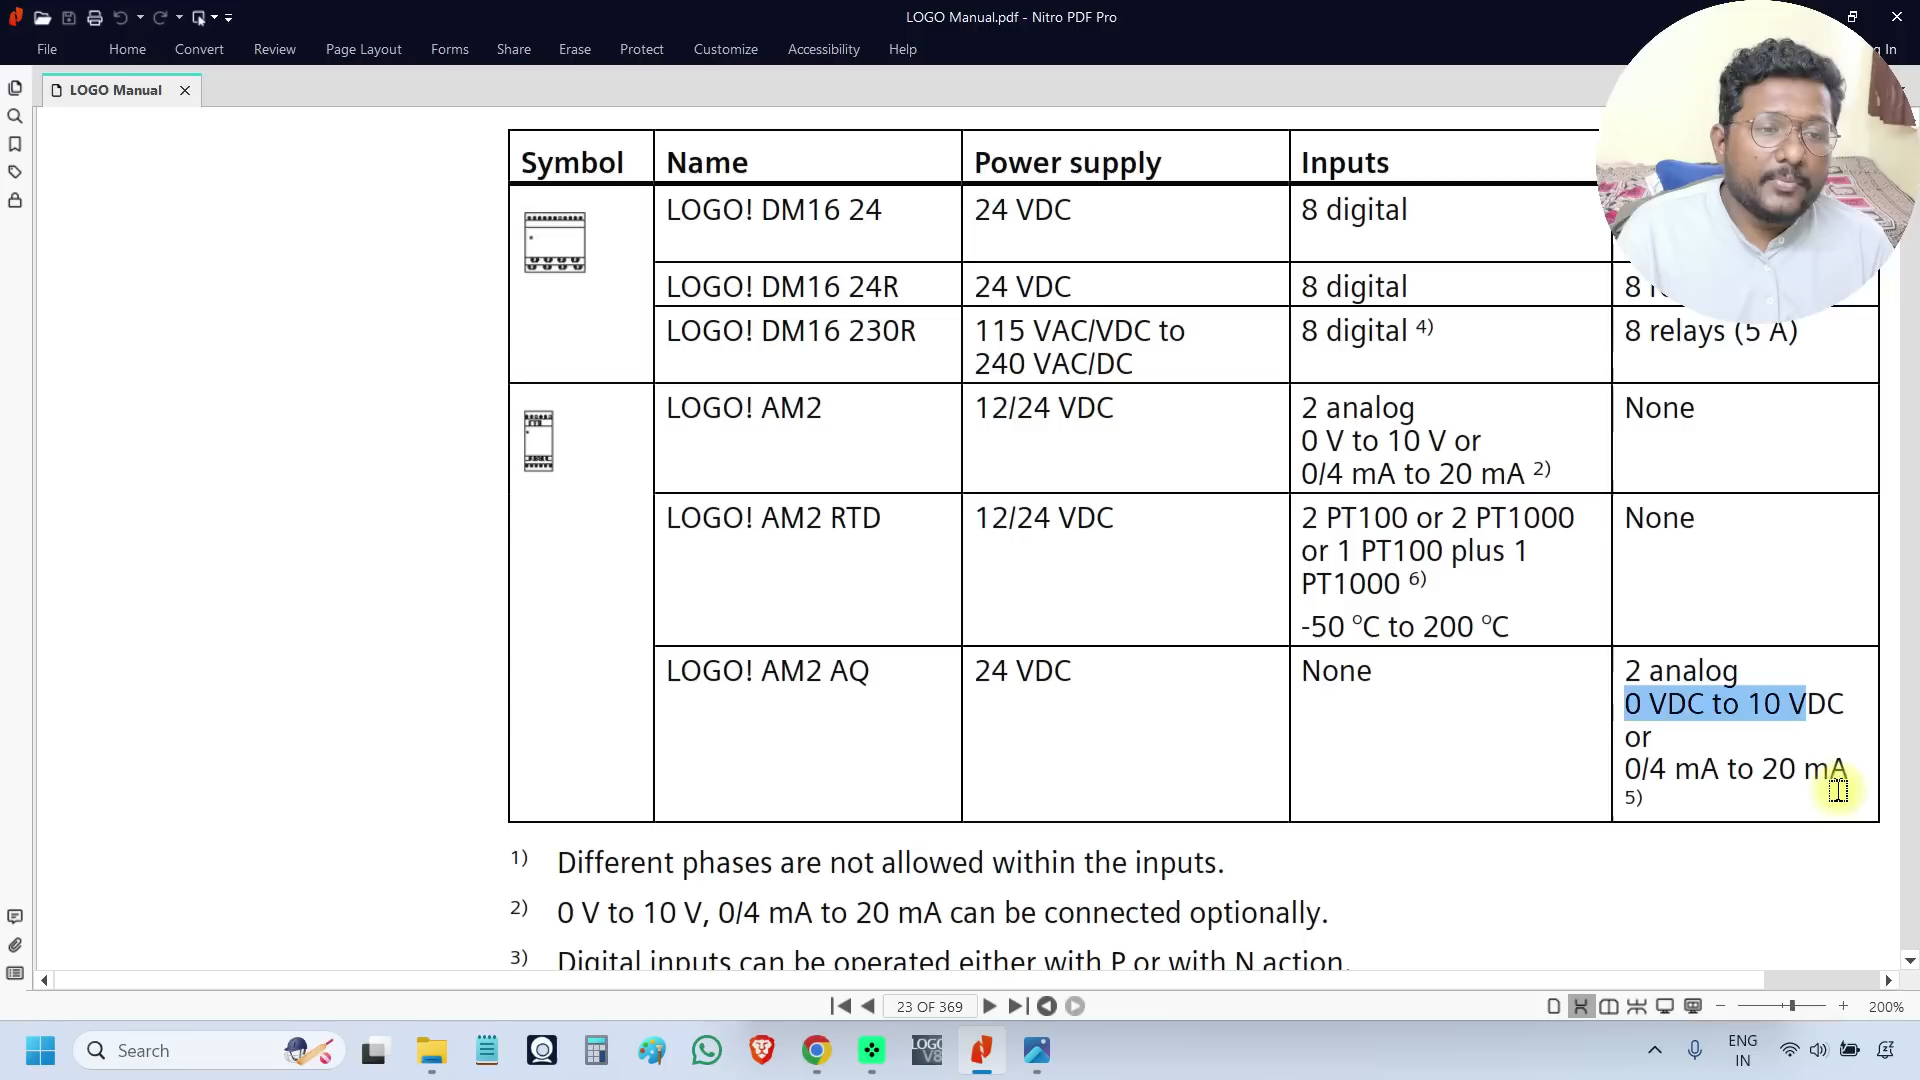 LOGO Manual.pdf - Nitro PDF Pro
File Home Convert Review Page Layout Forms Share Erase Protect Customize Accessibility Help In
LOGO Manual
Symbol Name Power supply Inputs
LOGO! DM16 24 24 VDC 8 digital
LOGO! DM16 24R 24 VDC 8 digital 8
LOGO! DM16 230R 115 VAC/VDC to 8 digital 4) 8 relays (5 A)
240 VAC/DC
LOGO! AM2 12/24 VDC 2 analog None
0 V to 10 V or
0/4 mA to 20 mA 2)
LOGO! AM2 RTD 12/24 VDC 2 PT100 or 2 PT1000 None
or 1 PT100 plus 1
PT1000 6)
-50 °C to 200 °C
LOGO! AM2 AQ 24 VDC None 2 analog
0 VDC to 10 VDC
or
0/4 mA to 20 mA
5)
1) Different phases are not allowed within the inputs.
2) 0 V to 10 V, 0/4 mA to 20 mA can be connected optionally.
3) Digital inputs can be operated either with P or with N action.
23 OF 369
200%
Search
LOGO!
V8
ENG
IN